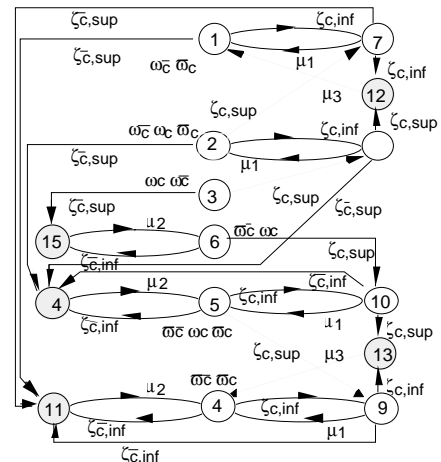 ζc̅,sup
ζc,inf
1
7
ζc̅,sup
μ1
ζc,inf
ωc̅ ϖc
ζc,sup
μ3
12
ωc̅ ωc ϖc
ζc,inf
ζc,sup
2
ζc̅,sup
μ1
3
ωc ωc̅
ζc,sup
ζc̅,sup
ζc̅,sup
μ2
15
6
ϖc̅ ωc
ζc,sup
ζc̅,inf
μ2
ζc,inf
ζc̅,inf
4
5
10
ζc̅,inf
μ1
ϖc̅ ωc ϖc
ζc,sup
ζc,sup
μ3
13
ϖc̅ ϖc
μ2
ζc,inf
ζc,inf
11
4
9
ζc̅,inf
μ1
ζc̅,inf